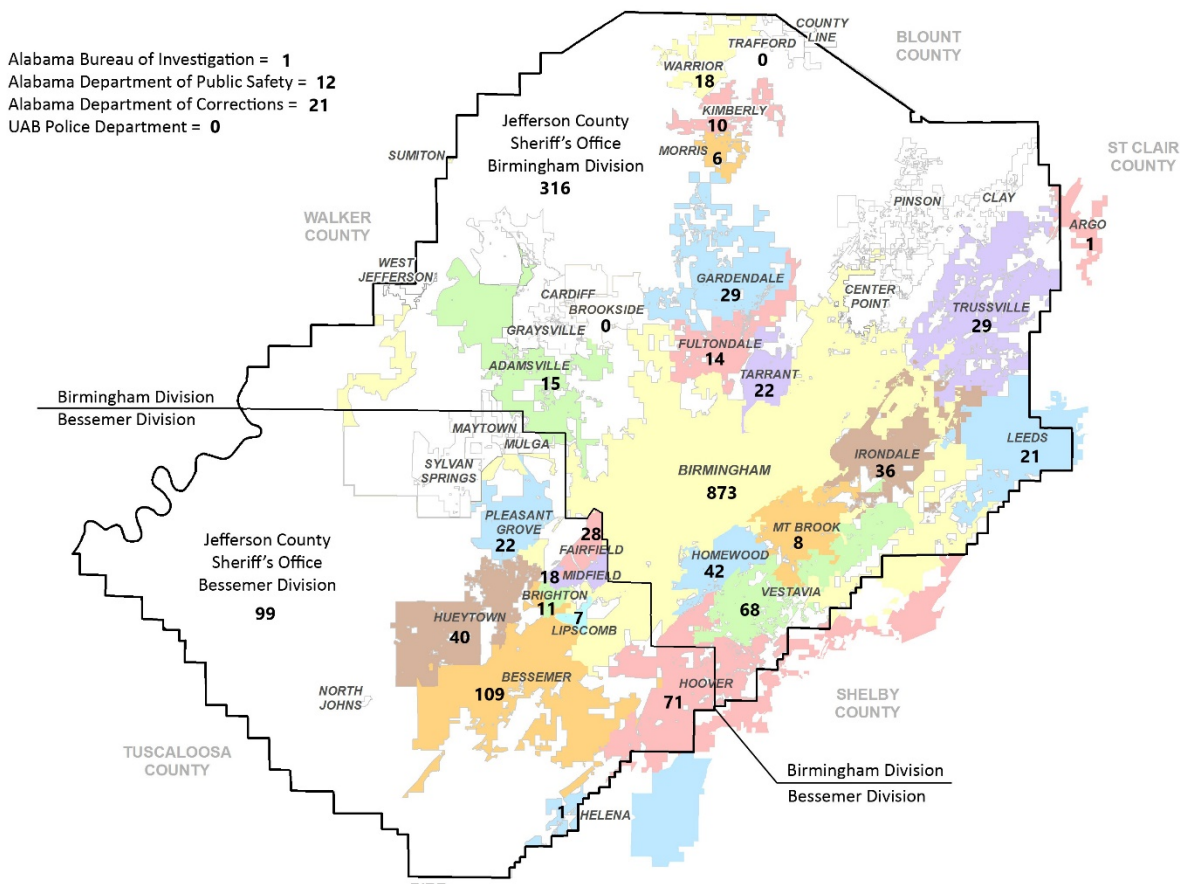 Alabama Bureau of Investigation = 1
Alabama Department of Public Safety = 12
Alabama Department of Corrections = 21
UAB Police Department = 0
COUNTY
LINE
BLOUNT
COUNTY
TRAFFORD
0
WARRIOR
18
KIMBERLY
10
Jefferson County
Sheriff's Office
Birmingham Division
316
MORRIS
6
SUMITON
ST CLAIR
COUNTY
PINSON
CLAY
ARGO
1
WALKER
COUNTY
WEST
JEFFERSON
GARDENDALE
29
CENTER
POINT
TRUSSVILLE
29
CARDIFF
BROOKSIDE
0
GRAYSVILLE
FULTONDALE
14
ADAMSVILLE
15
TARRANT
22
Birmingham Division
Bessemer Division
MAYTOWN
MULGA
SYLVAN
SPRINGS
LEEDS
21
IRONDALE
36
BIRMINGHAM
873
PLEASANT
GROVE
22
MT BROOK
8
28
FAIRFIELD
Jefferson County
Sheriff's Office
Bessemer Division
99
HOMEWOOD
42
18
MIDFIELD
BRIGHTON
11
VESTAVIA
68
7
LIPSCOMB
HUEYTOWN
40
BESSEMER
109
HOOVER
71
NORTH
JOHNS
SHELBY
COUNTY
TUSCALOOSA
COUNTY
Birmingham Division
Bessemer Division
1
HELENA